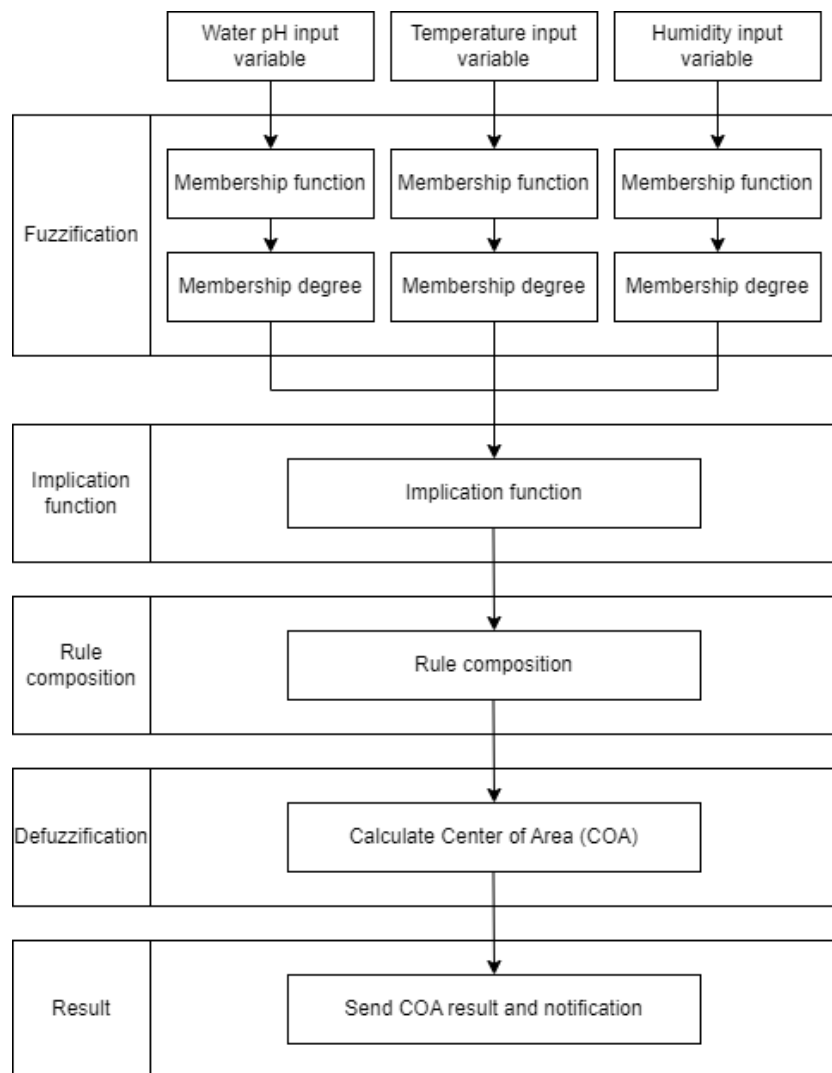 Water pH input
variable
Temperature input
variable
Humidity input
variable
Fuzzification
Membership function
Membership function
Membership function
Membership degree
Membership degree
Membership degree
Implication
function
Implication function
Rule
composition
Rule composition
Defuzzification
Calculate Center of Area (COA)
Result
Send COA result and notification